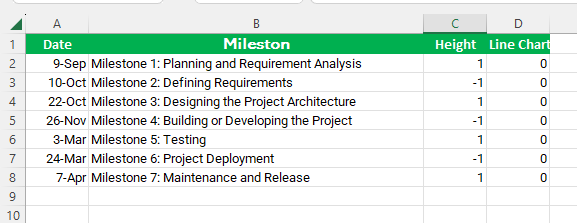 A B C D
1 Date Mileston Height Line Chart
2 9-Sep Milestone 1: Planning and Requirement Analysis 1 0
3 10-Oct Milestone 2: Defining Requirements -1 0
4 22-Oct Milestone 3: Designing the Project Architecture 1 0
5 26-Nov Milestone 4: Building or Developing the Project -1 0
6 3-Mar Milestone 5: Testing 1 0
7 24-Mar Milestone 6: Project Deployment -1 0
8 7-Apr Milestone 7: Maintenance and Release 1 0
9
10